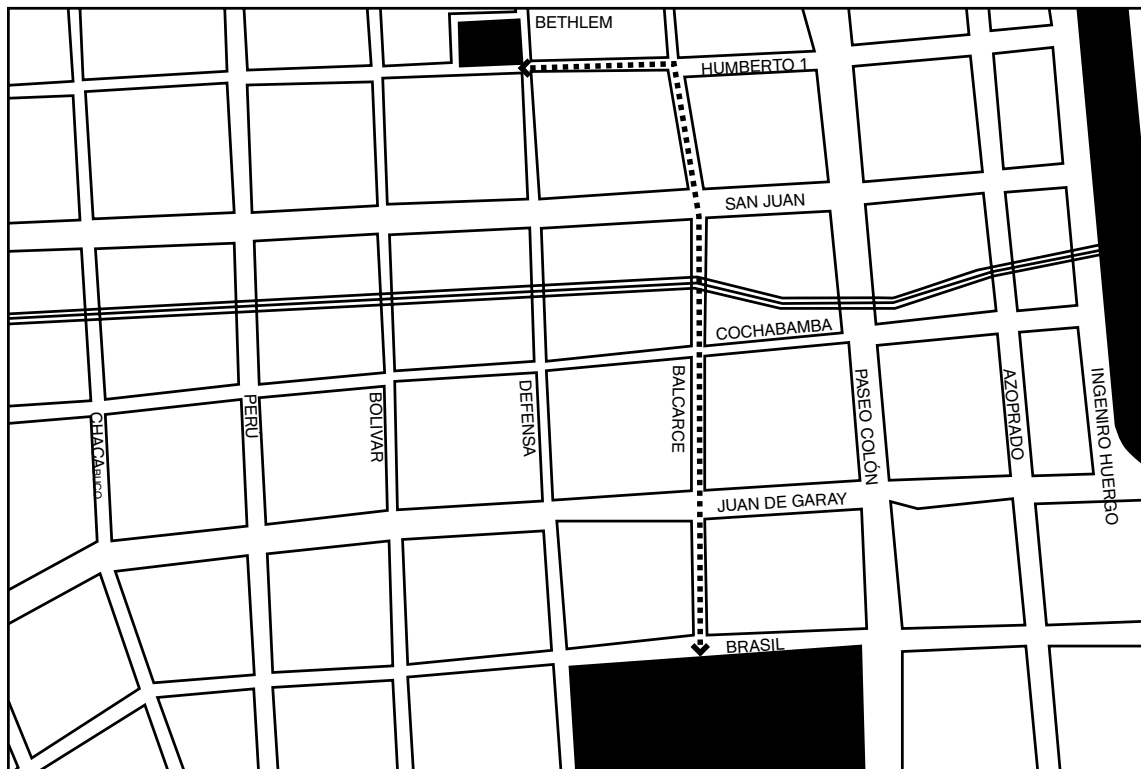 BETHLEM
HUMBERTO 1
SAN JUAN
COCHABAMBA
CHACABUCO
PERU
BOLIVAR
DEFENSA
BALCARCE
PASEO COLÓN
AZOPRADO
INGENIRO HUERGO
JUAN DE GARAY
BRASIL